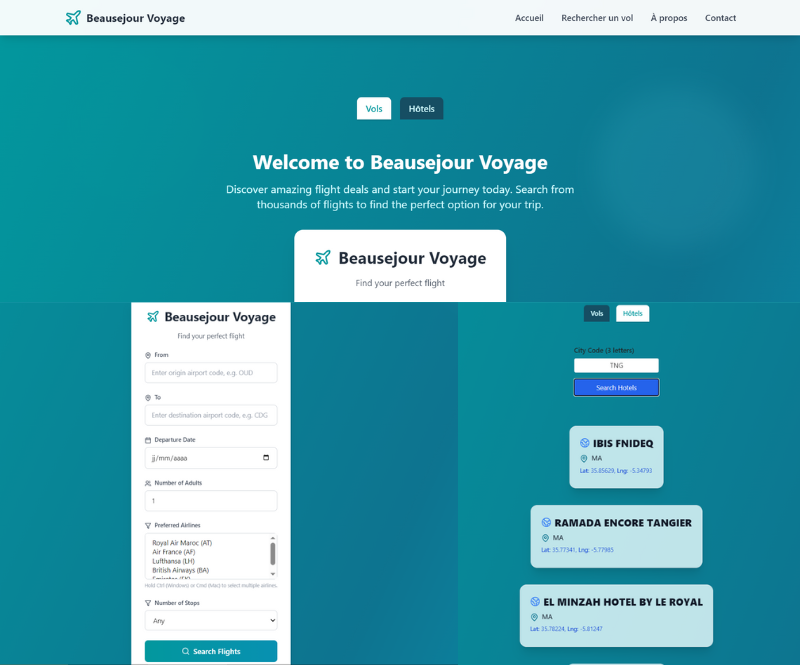 Beausejour Voyage
Accueil
Rechercher un vol
À propos
Contact
Vols
Hôtels
Welcome to Beausejour Voyage
Discover amazing flight deals and start your journey today. Search from
thousands of flights to find the perfect option for your trip.
Beausejour Voyage
Find your perfect flight
Beausejour Voyage
Find your perfect flight
From
Enter origin airport code, e.g. OUD
To
Enter destination airport code, e.g. CDG
Departure Date
jj/mm/aaaa
Number of Adults
1
Preferred Airlines
Royal Air Maroc (AT)
Air France (AF)
Lufthansa (LH)
British Airways (BA)
Hold Ctrl (Windows) or Cmd (Mac) to select multiple airlines.
Number of Stops
Any
Search Flights
Vols
Hôtels
City Code (3 letters)
TNG
Search Hotels
IBIS FNIDEQ
MA
Lat: 35.85629, Lng: -5.34793
RAMADA ENCORE TANGIER
MA
Lat: 35.77341, Lng: -5.77985
EL MINZAH HOTEL BY LE ROYAL
MA
Lat: 35.78224, Lng: -5.81247